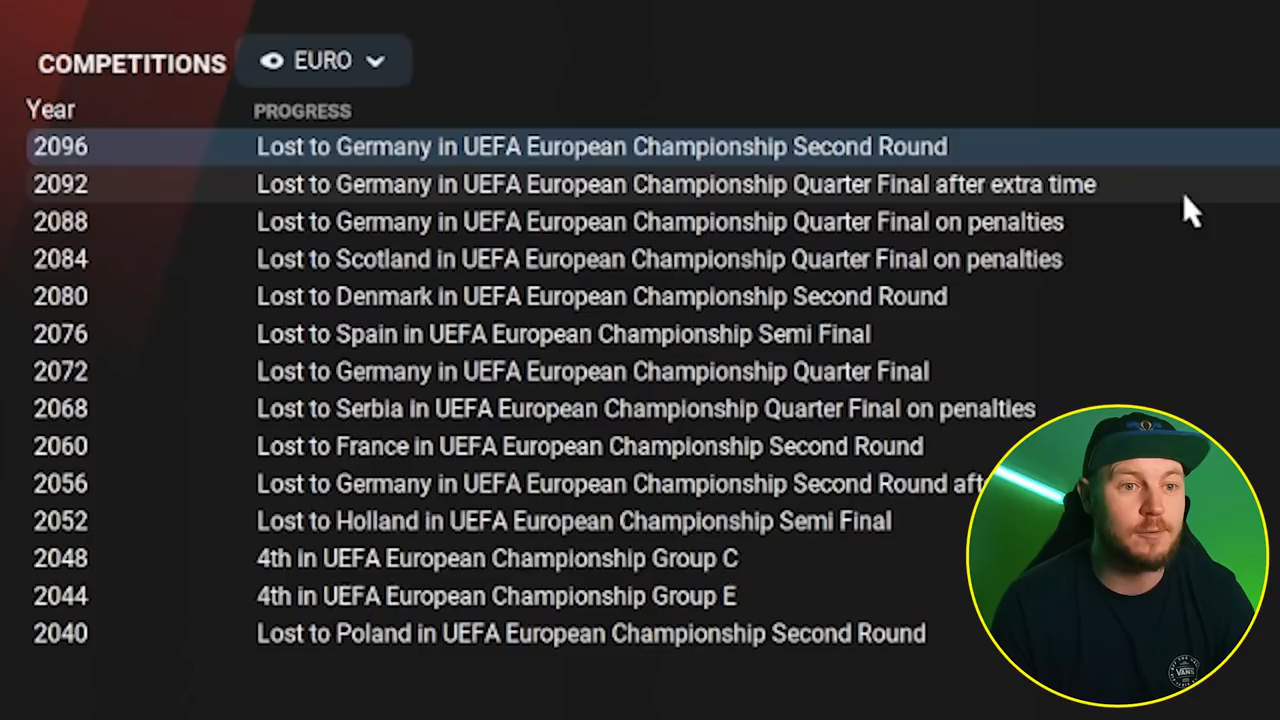 COMPETITIONS EURO
Year PROGRESS
2096 Lost to Germany in UEFA European Championship Second Round
2092 Lost to Germany in UEFA European Championship Quarter Final after extra time
2088 Lost to Germany in UEFA European Championship Quarter Final on penalties
2084 Lost to Scotland in UEFA European Championship Quarter Final on penalties
2080 Lost to Denmark in UEFA European Championship Second Round
2076 Lost to Spain in UEFA European Championship Semi Final
2072 Lost to Germany in UEFA European Championship Quarter Final
2068 Lost to Serbia in UEFA European Championship Quarter Final on penalties
2060 Lost to France in UEFA European Championship Second Round
2056 Lost to Germany in UEFA European Championship Second Round
2052 Lost to Holland in UEFA European Championship Semi Final
2048 4th in UEFA European Championship Group C
2044 4th in UEFA European Championship Group E
2040 Lost to Poland in UEFA European Championship Second Round
VANS